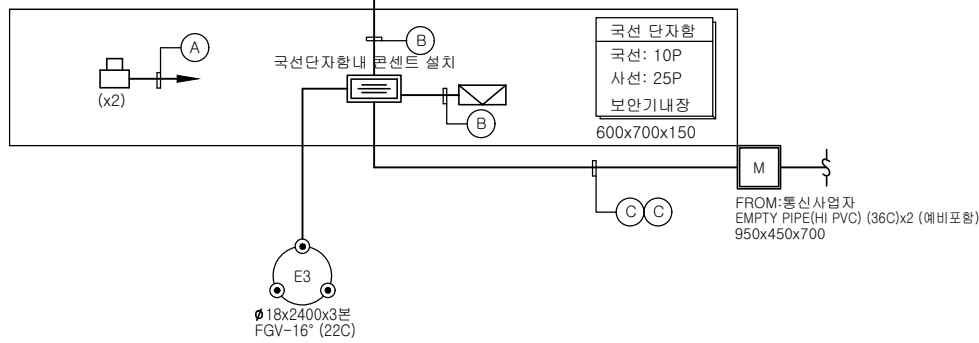 A
B
국선단자함내 콘센트 설치
(x2)
B
국선 단자함
국선: 10P
사선: 25P
보안기내장
600x700x150
M
C C
FROM:통신사업자
EMPTY PIPE(HI PVC) (36C)x2 (예비포함)
950x450x700
E3
ø18x2400x3본
FGV-16° (22C)